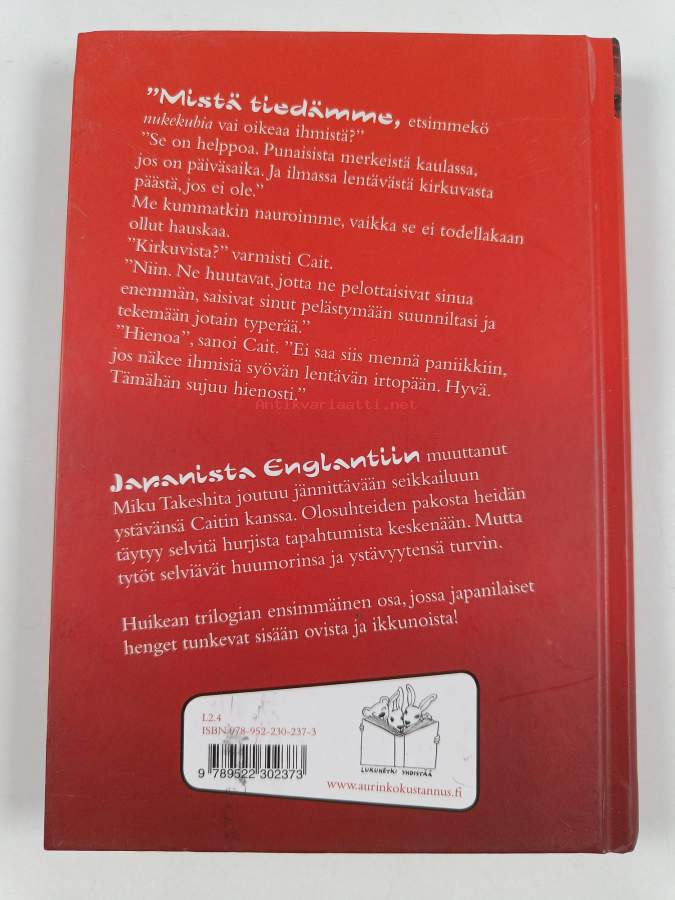 "Mistä tiedämme, etsimmekö
nukekubia vai oikeaa ihmistä?"
"Se on helppoa. Punaisista merkeistä kaulassa,
jos on päiväsaika. Ja ilmassa lentävästä kirkuvasta
päästä, jos ei ole."
Me kummatkin nauroimme, vaikka se ei todellakaan
ollut hauskaa.
"Kirkuvista?" varmisti Cait.
"Niin. Ne huutavat, jotta ne pelottaisivat sinua
enemmän, saisivat sinut pelästymään suunniltasi ja
tekemään jotain typerää."
"Hienoa", sanoi Cait. "Ei saa siis mennä paniikkiin,
jos näkee ihmisiä syövän lentävän irtopään. Hyvä.
Tämähän sujuu hienosti."
Antikvariaatti.net
Japanista Englantiin muuttanut
Miku Takeshita joutuu jännittävään seikkailuun
ystävänsä Caitin kanssa. Olosuhteiden pakosta heidän
täytyy selvitä hurjista tapahtumista keskenään. Mutta
tytöt selviävät huumorinsa ja ystävyytensä turvin.
Huikean trilogian ensimmäinen osa, jossa japanilaiset
henget tunkevat sisään ovista ja ikkunoista!
L2.4
ISBN 978-952-230-237-3
9 789522 302373
LUKUHETKI YHDISTÄÄ
www.aurinkokustannus.fi